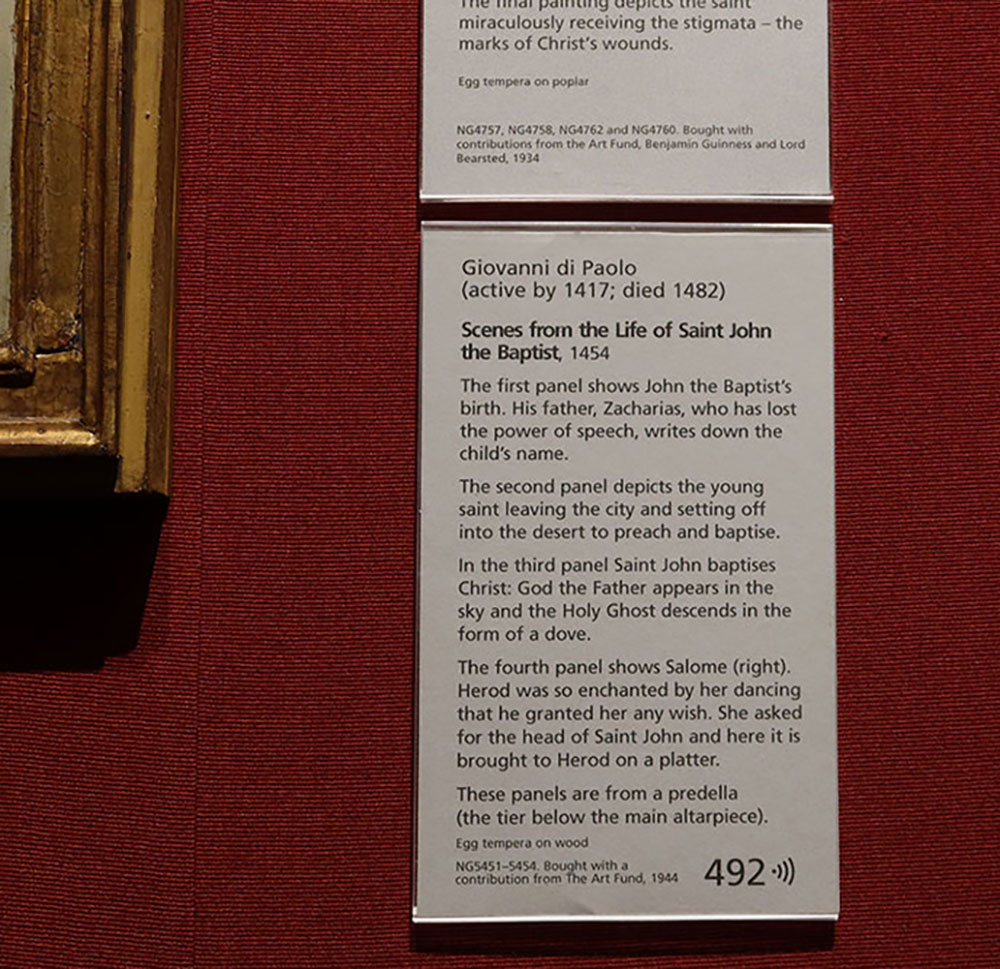 The final painting depicts the saint
miraculously receiving the stigmata – the
marks of Christ's wounds.
Egg tempera on poplar
NG4757, NG4758, NG4762 and NG4760. Bought with
contributions from the Art Fund, Benjamin Guinness and Lord
Bearsted, 1934
Giovanni di Paolo
(active by 1417; died 1482)
Scenes from the Life of Saint John
the Baptist, 1454
The first panel shows John the Baptist's
birth. His father, Zacharias, who has lost
the power of speech, writes down the
child's name.
The second panel depicts the young
saint leaving the city and setting off
into the desert to preach and baptise.
In the third panel Saint John baptises
Christ: God the Father appears in the
sky and the Holy Ghost descends in the
form of a dove.
The fourth panel shows Salome (right).
Herod was so enchanted by her dancing
that he granted her any wish. She asked
for the head of Saint John and here it is
brought to Herod on a platter.
These panels are from a predella
(the tier below the main altarpiece).
Egg tempera on wood
NG5451–5454. Bought with a
contribution from The Art Fund, 1944
492